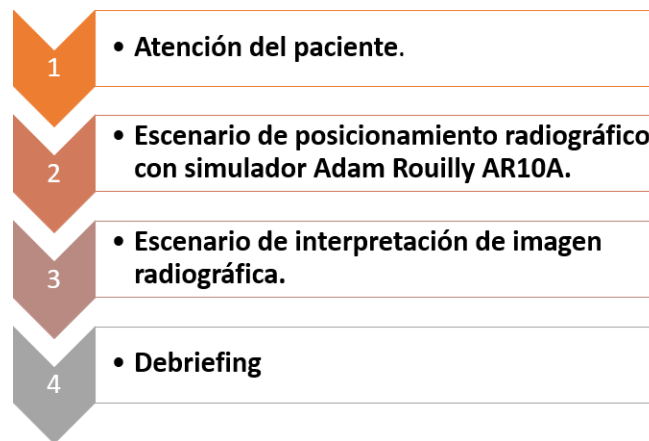 1
• Atención del paciente.
2
• Escenario de posicionamiento radiográfico
con simulador Adam Rouilly AR10A.
3
• Escenario de interpretación de imagen
radiográfica.
4
• Debriefing